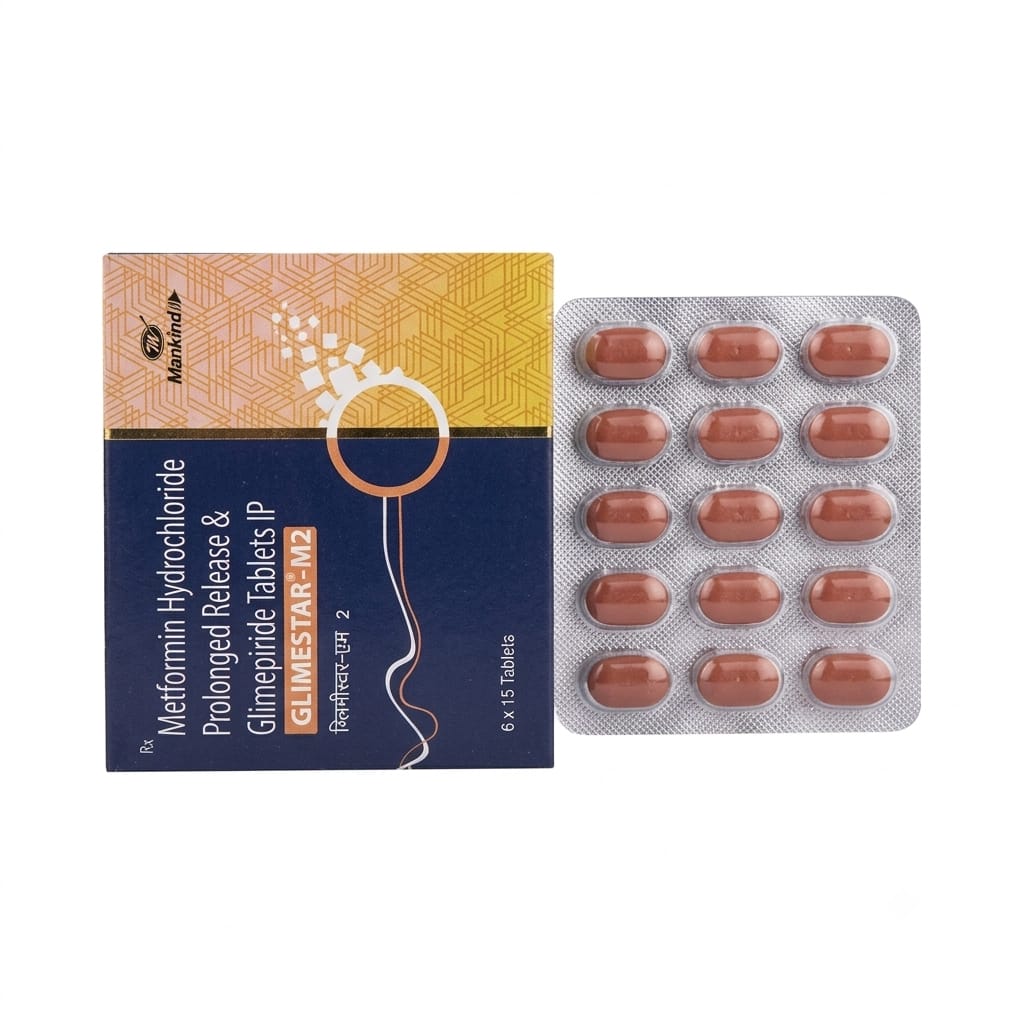 Mankind
Rx
Metformin Hydrochloride
Prolonged Release &
Glimepiride Tablets IP
GLIMESTAR®-M2
ग्लिमीस्टार-एम 2
6 x 15 Tablets